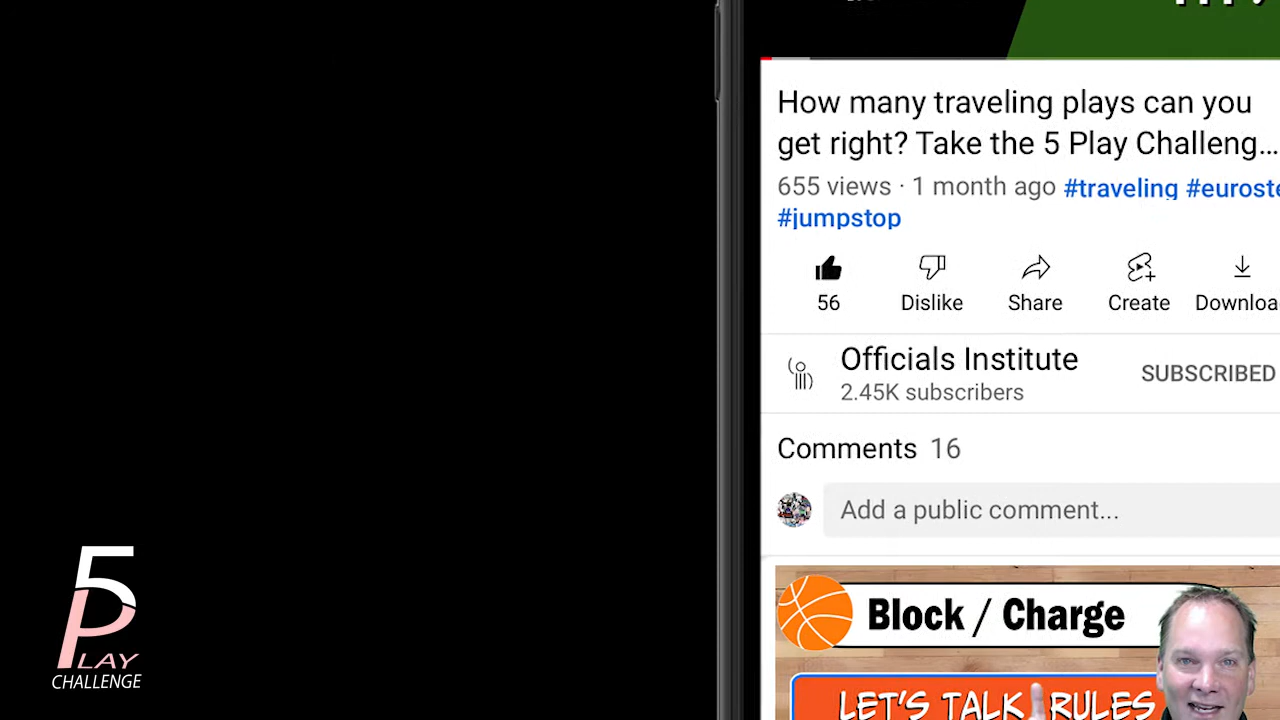 How many traveling plays can you
get right? Take the 5 Play Challeng...
655 views · 1 month ago #traveling
#jumpstop
56 Dislike Share Create
Officials Institute
SUBSCRIBED
2.45K subscribers
Comments 16
Add a public comment...
Block / Charge
LET'S TALK RULES
5
PLAY
CHALLENGE